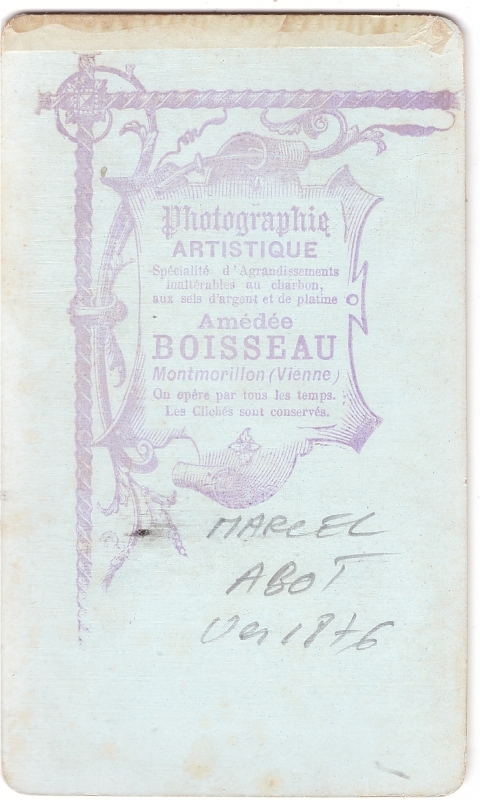 Photographie
ARTISTIQUE
Spécialité d'Agrandissements
inaltérables au charbon,
aux sels d'argent et de platine
Amédée
BOISSEAU
Montmorillon (Vienne)
On opère par tous les temps.
Les Clichés sont conservés.
MARCEL
ABOT
Vers 1876